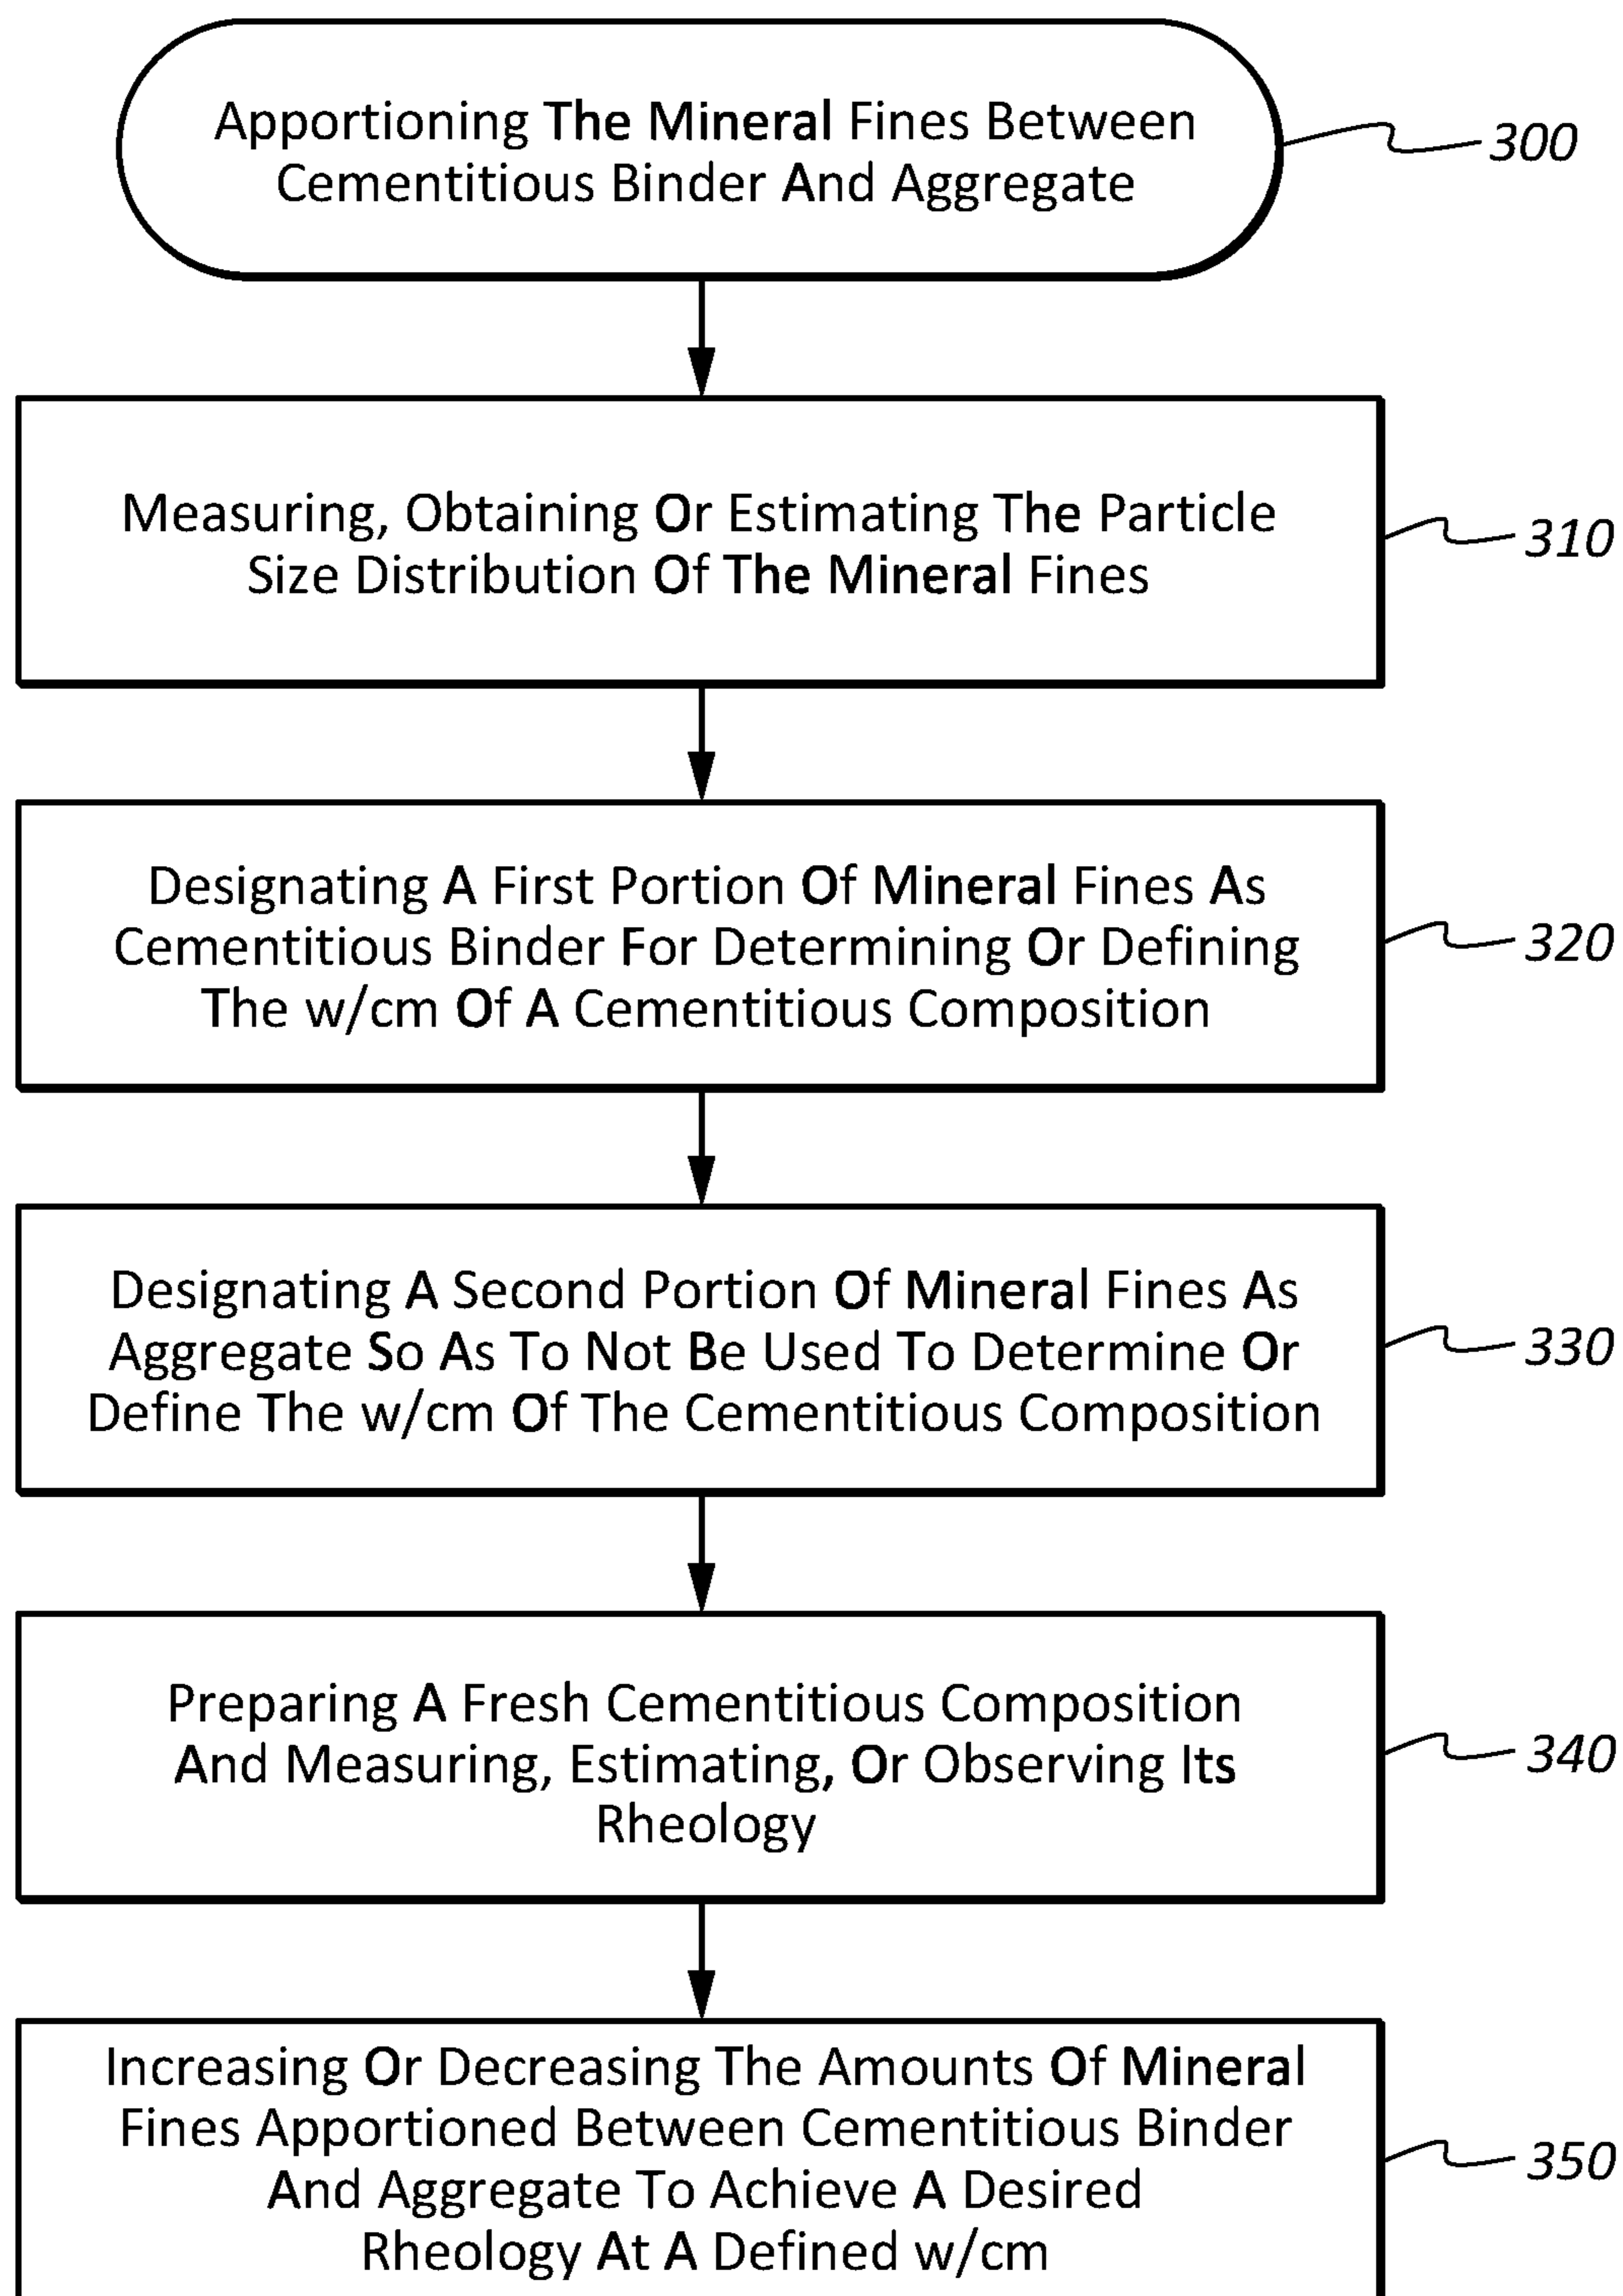 Apportioning The Mineral Fines Between
Cementitious Binder And Aggregate
300
Measuring, Obtaining Or Estimating The Particle
Size Distribution Of The Mineral Fines
310
Designating A First Portion Of Mineral Fines As
Cementitious Binder For Determining Or Defining
The w/cm Of A Cementitious Composition
320
Designating A Second Portion Of Mineral Fines As
Aggregate So As To Not Be Used To Determine Or
Define The w/cm Of The Cementitious Composition
330
Preparing A Fresh Cementitious Composition
And Measuring, Estimating, Or Observing Its
Rheology
340
Increasing Or Decreasing The Amounts Of Mineral
Fines Apportioned Between Cementitious Binder
And Aggregate To Achieve A Desired
Rheology At A Defined w/cm
350